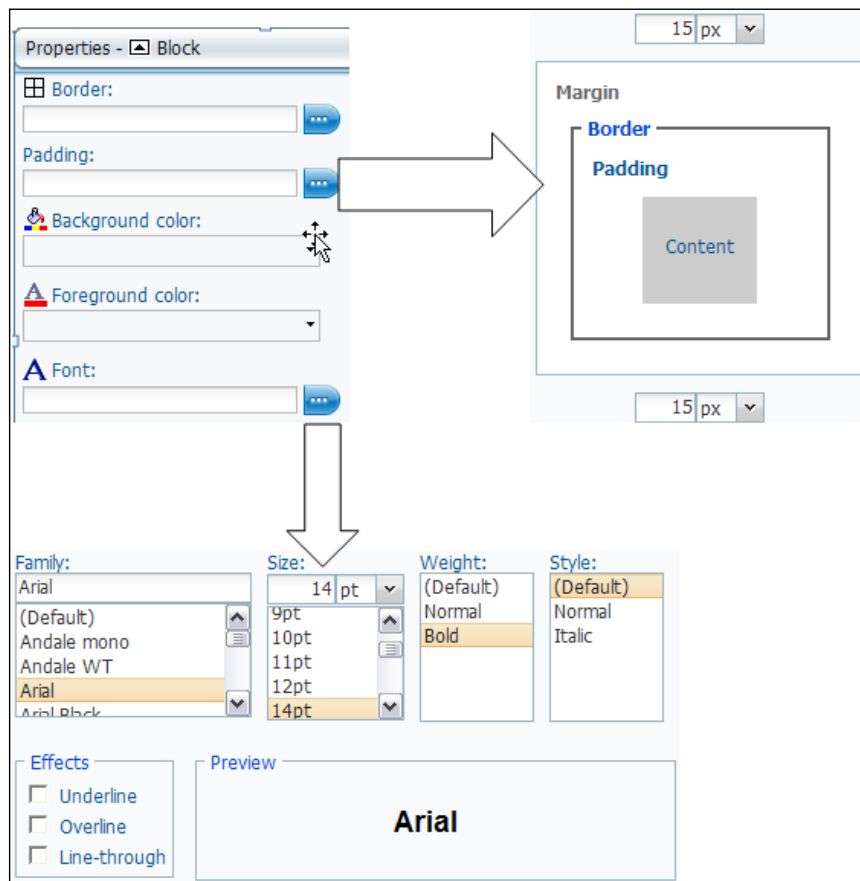 Properties - Block
Border:
...
Padding:
...
Background color:
Foreground color:
Font:
...
15 px
Margin
Border
Padding
Content
15 px
Family:
Arial
(Default)
Andale mono
Andale WT
Arial
Arial Black
Size:
14 pt
9pt
10pt
11pt
12pt
14pt
Weight:
(Default)
Normal
Bold
Style:
(Default)
Normal
Italic
Effects
Underline
Overline
Line-through
Preview
Arial